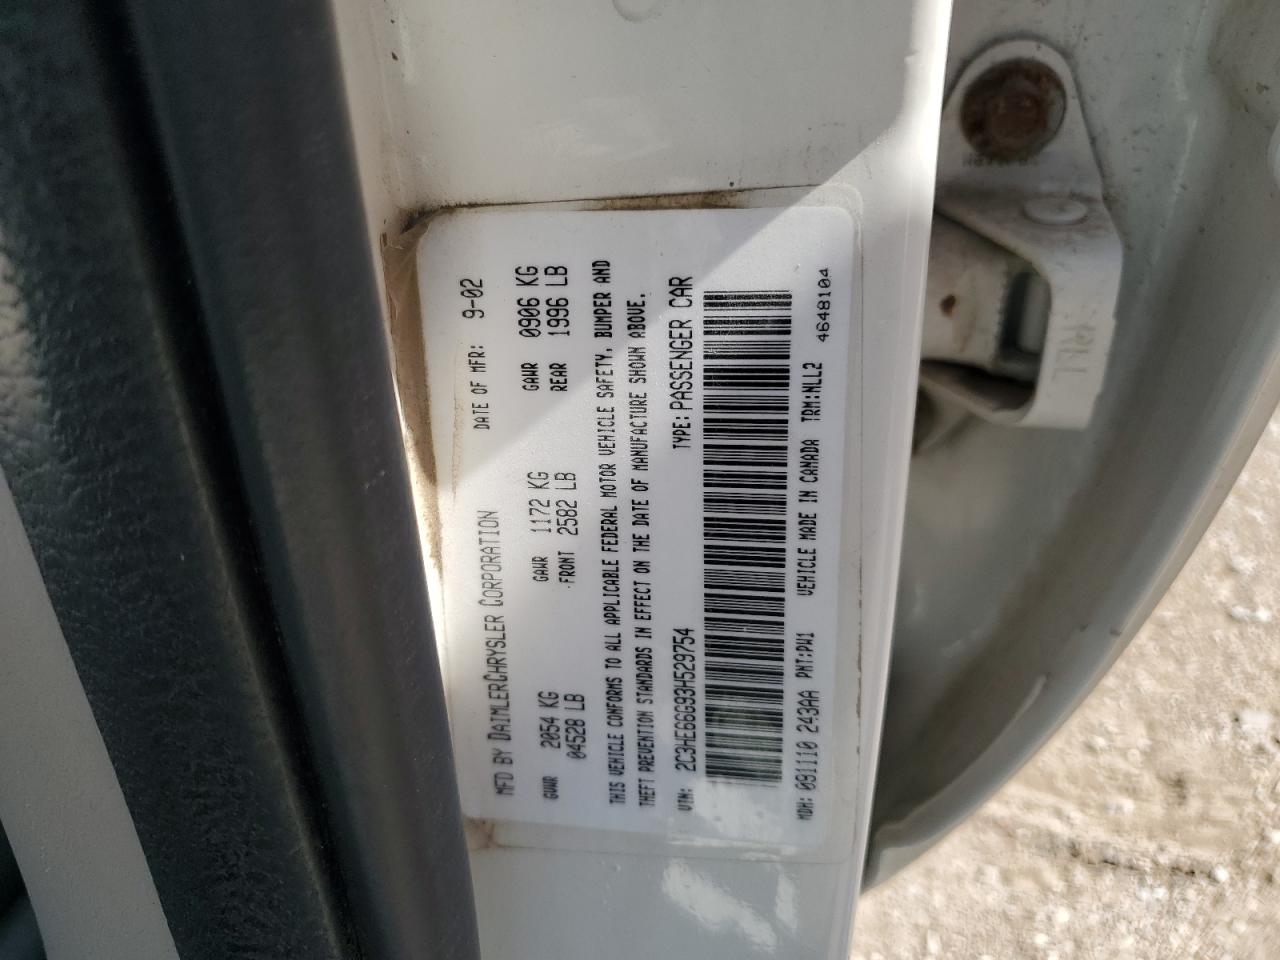 MFD BY DAIMLERCHRYSLER CORPORATION DATE OF MFR: 9-02
GVWR 2054 KG GAWR 1172 KG GAWR 0906 KG
04528 LB FRONT 2582 LB REAR 1996 LB
THIS VEHICLE CONFORMS TO ALL APPLICABLE FEDERAL MOTOR VEHICLE SAFETY, BUMPER AND
THEFT PREVENTION STANDARDS IN EFFECT ON THE DATE OF MANUFACTURE SHOWN ABOVE.
VIN: 2C3HE66G93H529754 TYPE: PASSENGER CAR
MDH: 091110 243AA PNT:PW1 VEHICLE MADE IN CANADA TRM:NLL2 4648104
RLL